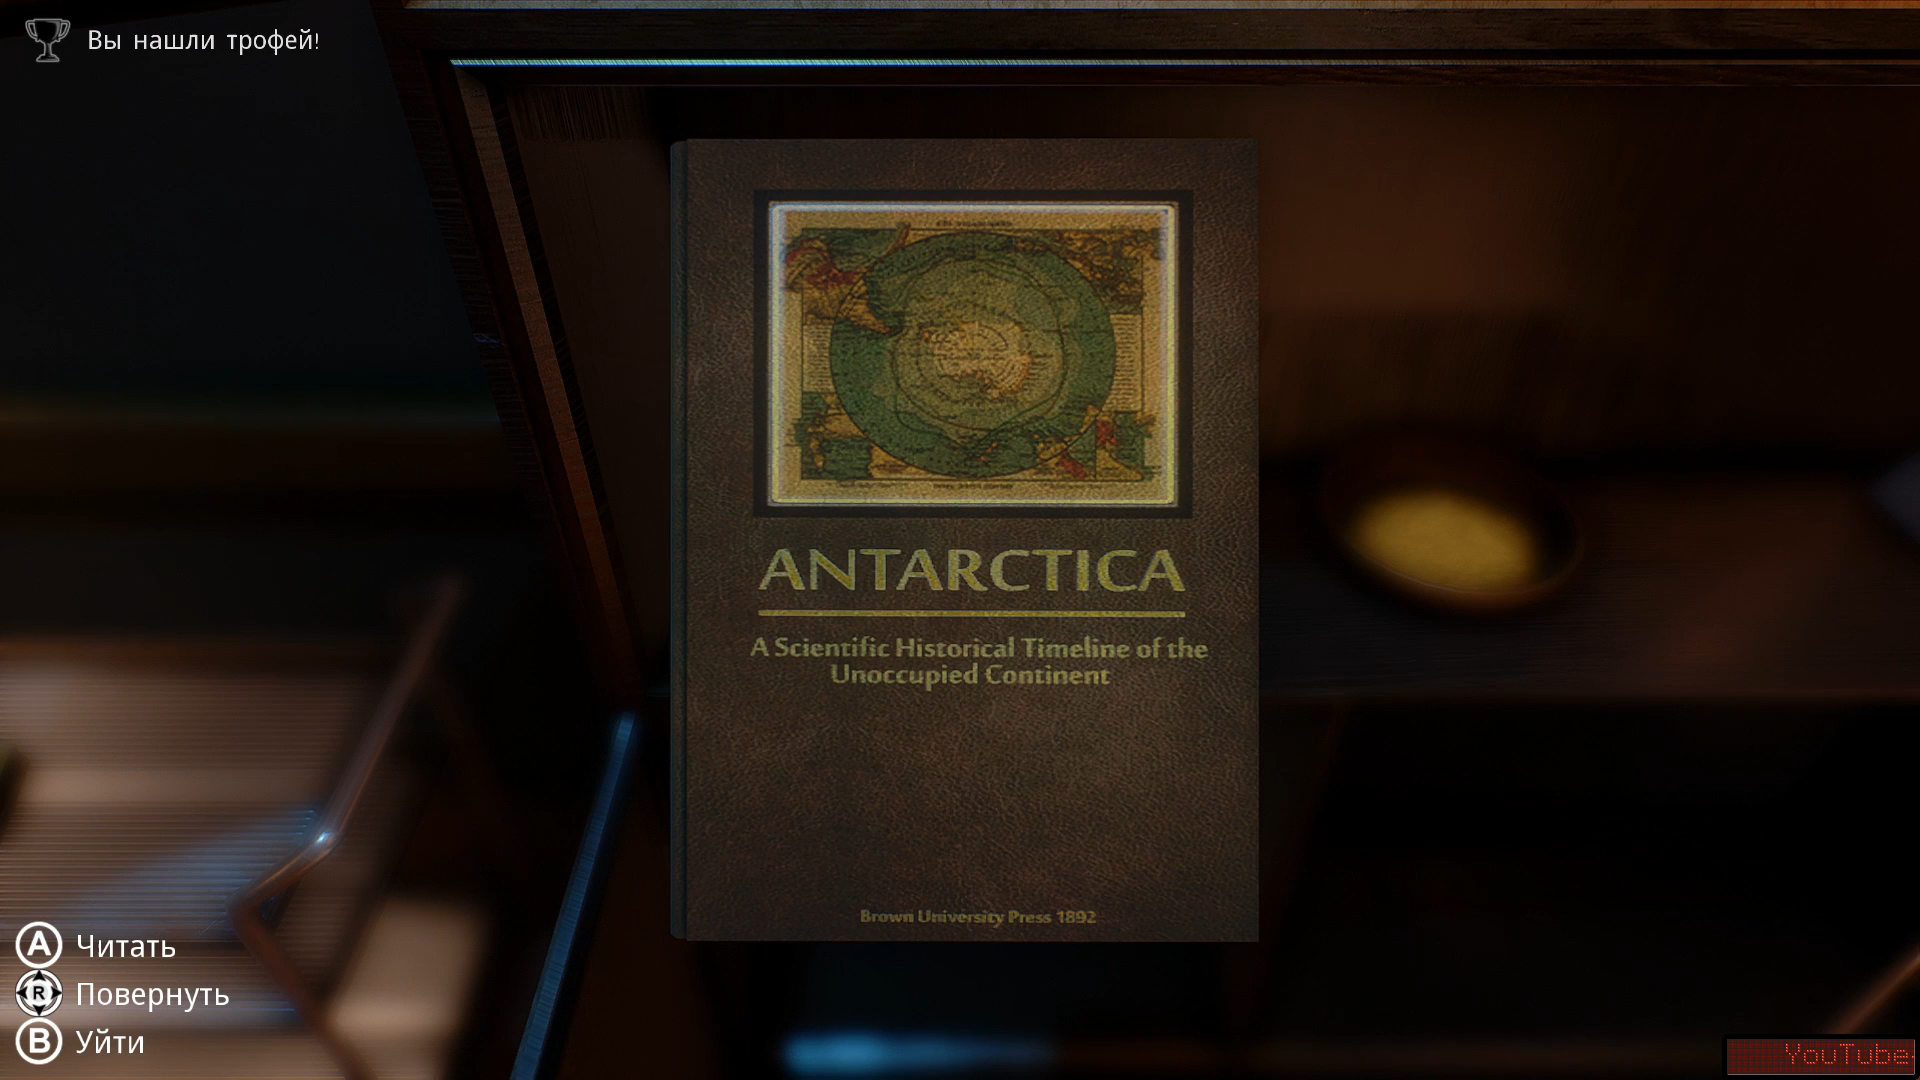 Вы нашли трофей!
ANTARCTICA
A Scientific Historical Timeline of the
Unoccupied Continent
Brown University Press 1892
A Читать
R Повернуть
B Уйти
YouTube